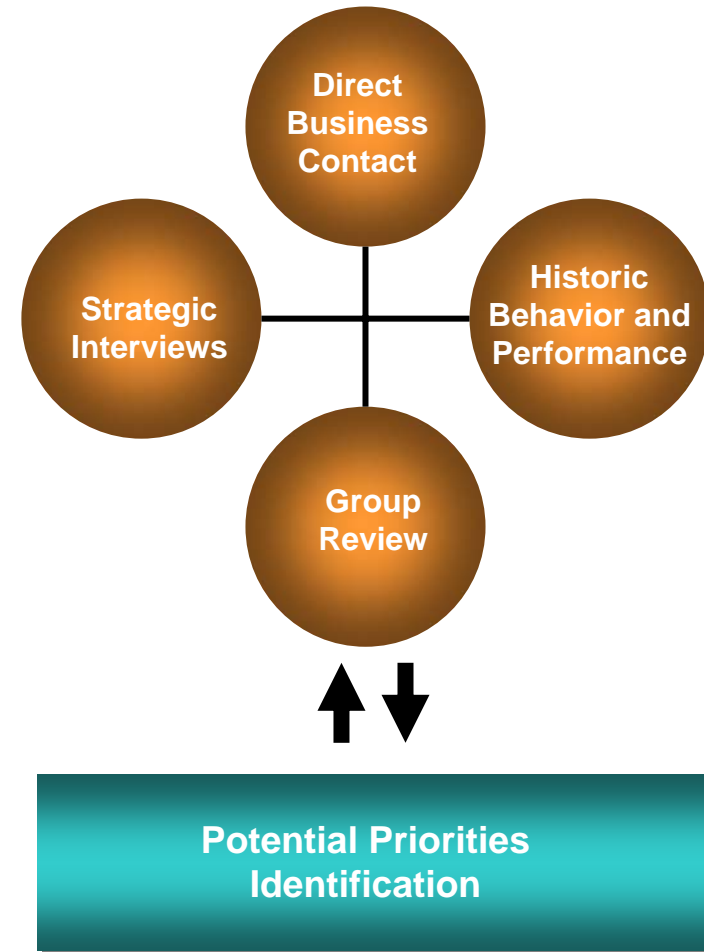 Direct
Business
Contact
Strategic
Interviews
Historic
Behavior and
Performance
Group
Review
Potential Priorities
Identification